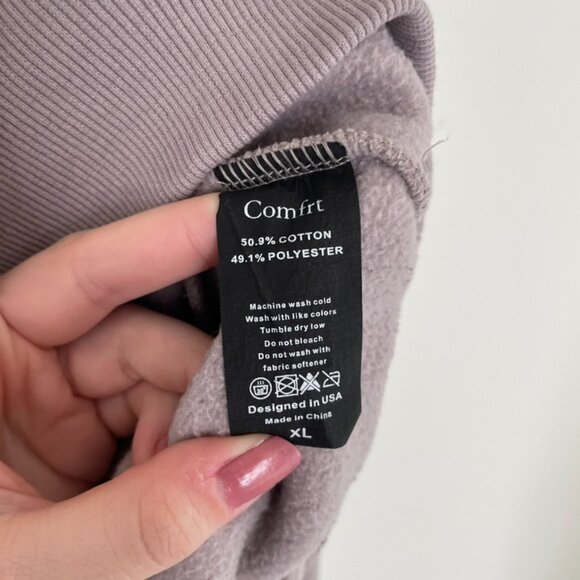 Comfrt
50.9% COTTON
49.1% POLYESTER
Machine wash cold
Wash with like colors
Tumble dry low
Do not bleach
Do not wash with
fabric softener
Designed in USA
Made in China
XL